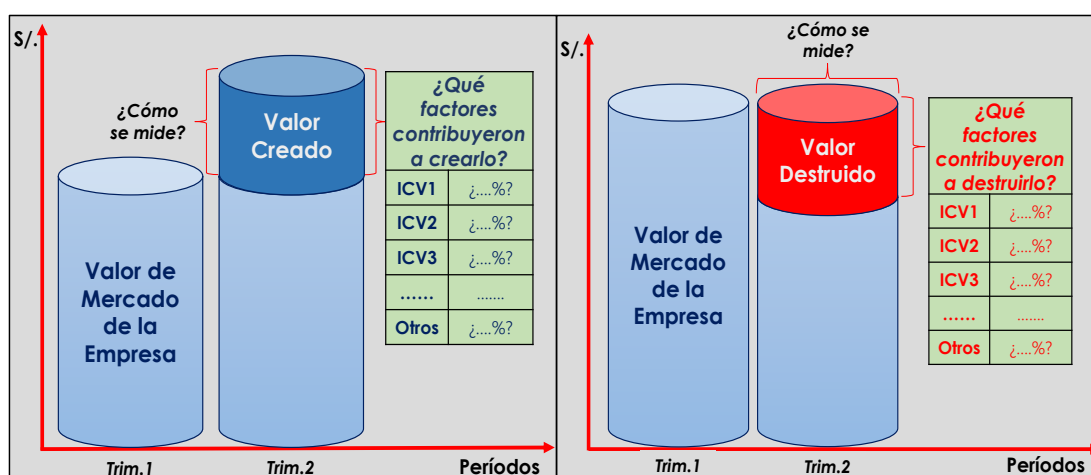 S/.
¿Cómo
se mide?
Valor
Creado
¿Qué
factores
contribuyeron
a crearlo?
ICV1 ¿....%?
ICV2 ¿....%?
ICV3 ¿....%?
...... .......
Otros ¿....%?
Valor de
Mercado
de la
Empresa
Trim.1
Trim.2
Períodos
S/.
¿Cómo se
mide?
Valor
Destruido
¿Qué
factores
contribuyeron
a destruirlo?
ICV1 ¿....%?
ICV2 ¿....%?
ICV3 ¿....%?
...... .......
Otros ¿....%?
Valor de
Mercado
de la
Empresa
Trim.1
Trim.2
Períodos